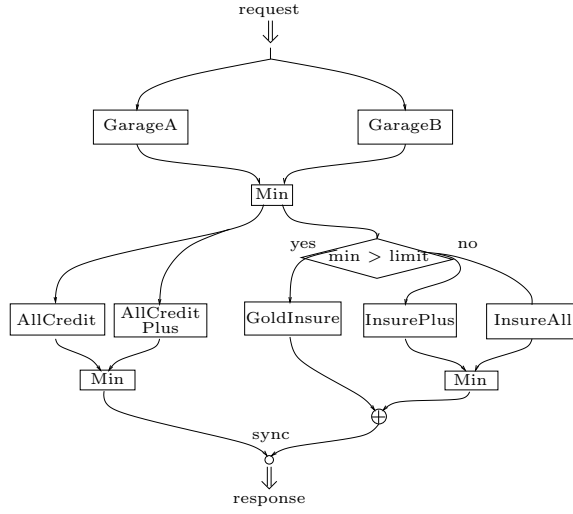 request
GarageA
GarageB
Min
yes
min > limit
no
AllCredit
AllCredit
Plus
GoldInsure
InsurePlus
InsureAll
Min
Min
sync
response